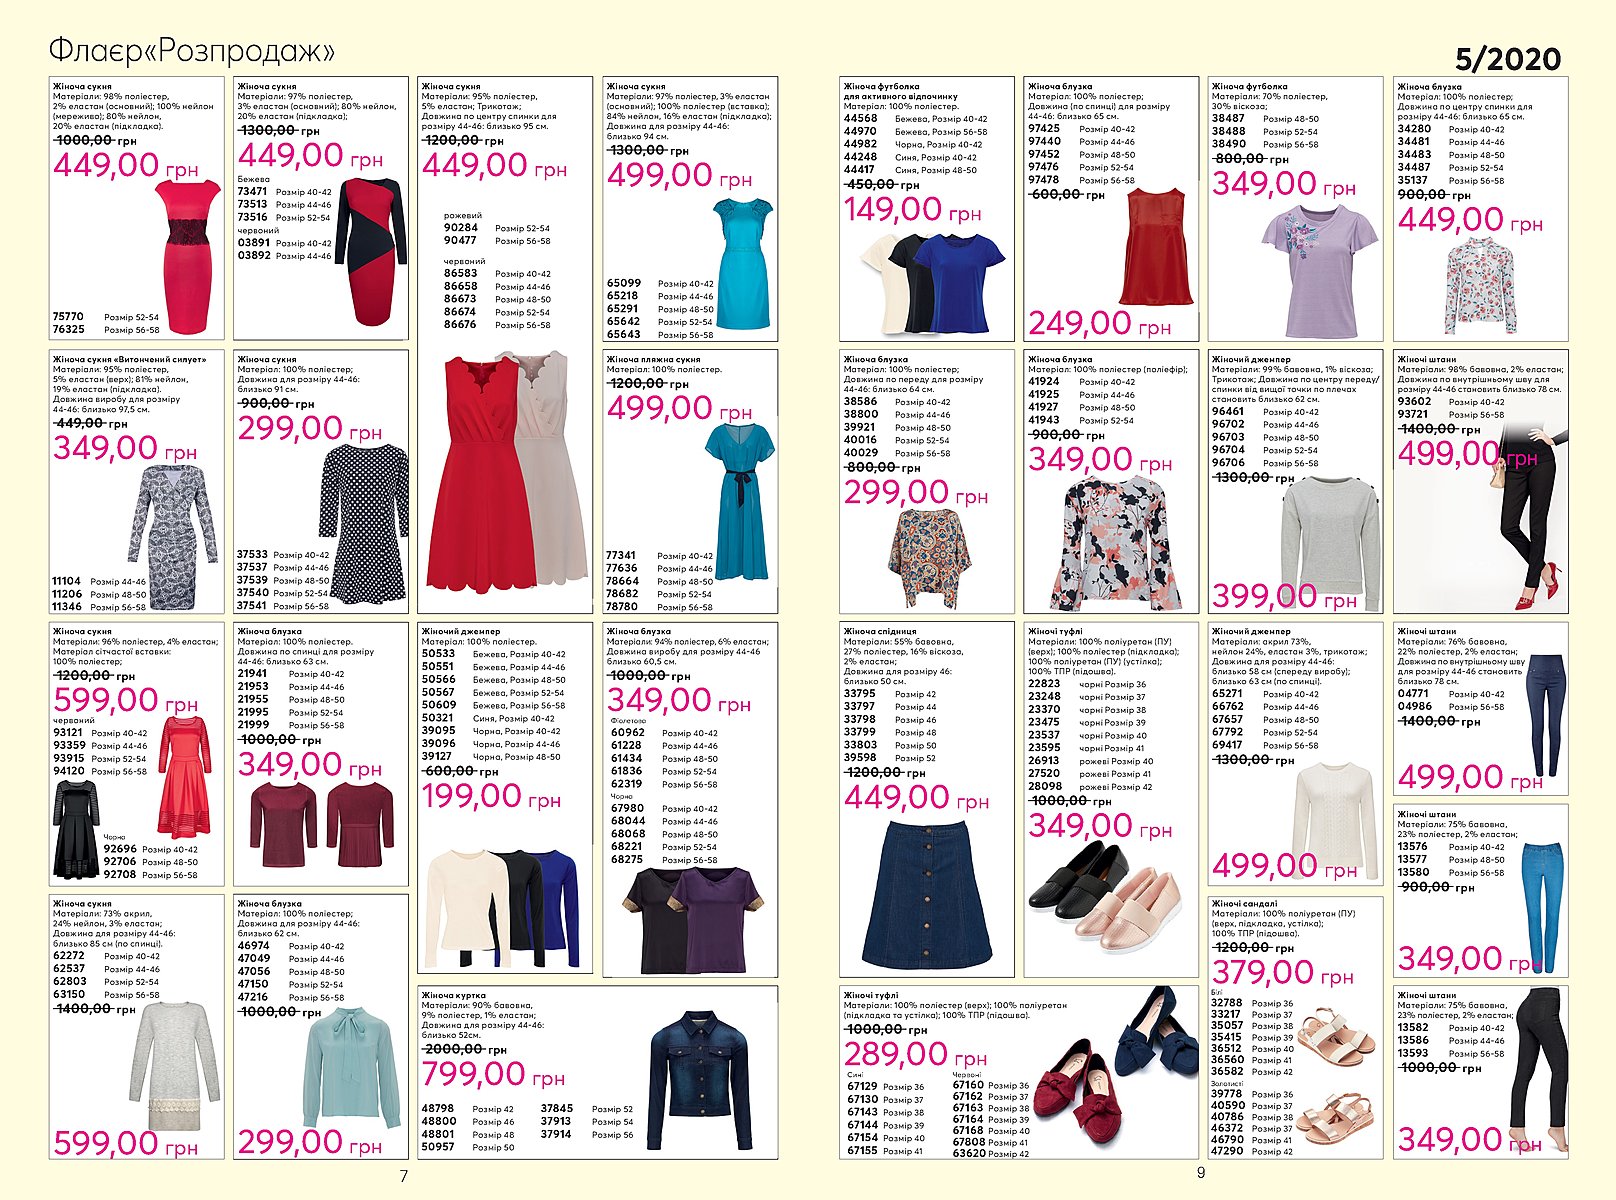 Флаєр«Розпродаж»
5/2020
Жіноча сукня
Матеріали: 98% поліестер,
2% еластан (основний); 100% нейлон
(мереживо); 80% нейлон,
20% еластан (підкладка).
1000,00 грн
449,00 грн
75770 Розмір 52-54
76325 Розмір 56-58
Жіноча сукня
Матеріали: 97% поліестер,
3% еластан (основний); 80% нейлон,
20% еластан (підкладка);
1300,00 грн
449,00 грн
Бежева
73471 Розмір 40-42
73513 Розмір 44-46
73516 Розмір 52-54
червоний
03891 Розмір 40-42
03892 Розмір 44-46
Жіноча сукня
Матеріали: 95% поліестер,
5% еластан; Трикотаж;
Довжина по центру спинки для
розміру 44-46: близько 95 см.
1200,00 грн
449,00 грн
рожевий
90284 Розмір 52-54
90477 Розмір 56-58
червоний
86583 Розмір 40-42
86658 Розмір 44-46
86673 Розмір 48-50
86674 Розмір 52-54
86676 Розмір 56-58
Жіноча сукня
Матеріали: 97% поліестер, 3% еластан
(основний); 100% поліестер (вставка);
84% нейлон, 16% еластан (підкладка);
Довжина для розміру 44-46:
близько 94 см.
1300,00 грн
499,00 грн
65099 Розмір 40-42
65218 Розмір 44-46
65291 Розмір 48-50
65642 Розмір 52-54
65643 Розмір 56-58
Жіноча сукня «Витончений силует»
Матеріали: 95% поліестер,
5% еластан (верх); 81% нейлон,
19% еластан (підкладка).
Довжина виробу для розміру
44-46: близько 97,5 см.
449,00 грн
349,00 грн
11104 Розмір 44-46
11206 Розмір 48-50
11346 Розмір 56-58
Жіноча сукня
Матеріал: 100% поліестер;
Довжина для розміру 44-46:
близько 91 см.
900,00 грн
299,00 грн
37533 Розмір 40-42
37537 Розмір 44-46
37539 Розмір 48-50
37540 Розмір 52-54
37541 Розмір 56-58
Жіноча пляжна сукня
Матеріал: 100% поліестер.
1200,00 грн
499,00 грн
77341 Розмір 40-42
77636 Розмір 44-46
78664 Розмір 48-50
78682 Розмір 52-54
78780 Розмір 56-58
Жіноча сукня
Матеріали: 96% поліестер, 4% еластан;
Матеріал сітчастої вставки:
100% поліестер;
1200,00 грн
599,00 грн
червоний
93121 Розмір 40-42
93359 Розмір 44-46
93915 Розмір 52-54
94120 Розмір 56-58
Чорна
92696 Розмір 40-42
92706 Розмір 48-50
92708 Розмір 56-58
Жіноча блузка
Матеріал: 100% поліестер.
Довжина по спинці для розміру
44-46: близько 63 см.
21941 Розмір 40-42
21953 Розмір 44-46
21955 Розмір 48-50
21995 Розмір 52-54
21999 Розмір 56-58
1000,00 грн
349,00 грн
Жіночий джемпер
Матеріал: 100% поліестер.
50533 Бежева, Розмір 40-42
50551 Бежева, Розмір 44-46
50566 Бежева, Розмір 48-50
50567 Бежева, Розмір 52-54
50609 Бежева, Розмір 56-58
50321 Синя, Розмір 40-42
39095 Чорна, Розмір 40-42
39096 Чорна, Розмір 44-46
39127 Чорна, Розмір 48-50
600,00 грн
199,00 грн
Жіноча блузка
Матеріали: 94% поліестер, 6% еластан;
Довжина виробу для розміру 44-46
близько 60,5 см.
1000,00 грн
349,00 грн
Фіолетова
60962 Розмір 40-42
61228 Розмір 44-46
61434 Розмір 48-50
61836 Розмір 52-54
62319 Розмір 56-58
Чорна
67980 Розмір 40-42
68044 Розмір 44-46
68068 Розмір 48-50
68221 Розмір 52-54
68275 Розмір 56-58
Жіноча сукня
Матеріали: 73% акрил,
24% нейлон, 3% еластан;
Довжина для розміру 44-46:
близько 85 см (по спинці).
62272 Розмір 40-42
62537 Розмір 44-46
62803 Розмір 52-54
63150 Розмір 56-58
1400,00 грн
599,00 грн
Жіноча блузка
Матеріал: 100% поліестер;
Довжина для розміру 44-46:
близько 62 см.
46974 Розмір 40-42
47049 Розмір 44-46
47056 Розмір 48-50
47150 Розмір 52-54
47216 Розмір 56-58
1000,00 грн
299,00 грн
Жіноча куртка
Матеріали: 90% бавовна,
9% поліестер, 1% еластан;
Довжина для розміру 44-46:
близько 52см.
2000,00 грн
799,00 грн
48798 Розмір 42 37845 Розмір 52
48800 Розмір 46 37913 Розмір 54
48801 Розмір 48 37914 Розмір 56
50957 Розмір 50
7
Жіноча футболка
для активного відпочинку
Матеріал: 100% поліестер.
44568 Бежева, Розмір 40-42
44970 Бежева, Розмір 56-58
44982 Чорна, Розмір 40-42
44248 Синя, Розмір 40-42
44417 Синя, Розмір 48-50
450,00 грн
149,00 грн
Жіноча блузка
Матеріал: 100% поліестер;
Довжина (по спинці) для розміру
44-46: близько 65 см.
97425 Розмір 40-42
97440 Розмір 44-46
97452 Розмір 48-50
97476 Розмір 52-54
97478 Розмір 56-58
600,00 грн
249,00 грн
Жіноча футболка
Матеріали: 70% поліестер,
30% віскоза;
38487 Розмір 48-50
38488 Розмір 52-54
38490 Розмір 56-58
800,00 грн
349,00 грн
Жіноча блузка
Матеріал: 100% поліестер;
Довжина по центру спинки для
розміру 44-46: близько 65 см.
34280 Розмір 40-42
34481 Розмір 44-46
34483 Розмір 48-50
34487 Розмір 52-54
35137 Розмір 56-58
900,00 грн
449,00 грн
Жіноча блузка
Матеріал: 100% поліестер;
Довжина по переду для розміру
44-46: близько 64 см.
38586 Розмір 40-42
38800 Розмір 44-46
39921 Розмір 48-50
40016 Розмір 52-54
40029 Розмір 56-58
800,00 грн
299,00 грн
Жіноча блузка
Матеріал: 100% поліестер (поліефір);
41924 Розмір 40-42
41925 Розмір 44-46
41927 Розмір 48-50
41943 Розмір 52-54
900,00 грн
349,00 грн
Жіночий джемпер
Матеріали: 99% бавовна, 1% віскоза;
Трикотаж; Довжина по центру переду/
спинки від вищої точки по плечах
становить близько 62 см.
96461 Розмір 40-42
96702 Розмір 44-46
96703 Розмір 48-50
96704 Розмір 52-54
96706 Розмір 56-58
1300,00 грн
399,00 грн
Жіночі штани
Матеріали: 98% бавовна, 2% еластан;
Довжина по внутрішньому шву для
розміру 44-46 становить близько 78 см.
93602 Розмір 40-42
93721 Розмір 56-58
1400,00 грн
499,00 грн
Жіноча спідниця
Матеріали: 55% бавовна,
27% поліестер, 16% віскоза,
2% еластан;
Довжина для розміру 46:
близько 50 см.
33795 Розмір 42
33797 Розмір 44
33798 Розмір 46
33799 Розмір 48
33803 Розмір 50
39598 Розмір 52
1200,00 грн
449,00 грн
Жіночі туфлі
Матеріали: 100% поліуретан (ПУ)
(верх); 100% поліестер (підкладка);
100% поліуретан (ПУ) (устілка);
100% ТПР (підошва).
22823 чорні Розмір 36
23248 чорні Розмір 37
23370 чорні Розмір 38
23475 чорні Розмір 39
23537 чорні Розмір 40
23595 чорні Розмір 41
26913 рожеві Розмір 40
27520 рожеві Розмір 41
28098 рожеві Розмір 42
1000,00 грн
349,00 грн
Жіночий джемпер
Матеріали: акрил 73%,
нейлон 24%, еластан 3%, трикотаж;
Довжина для розміру 44-46:
близько 58 см (спереду виробу);
близько 63 см (по спинці).
65271 Розмір 40-42
66762 Розмір 44-46
67657 Розмір 48-50
67792 Розмір 52-54
69417 Розмір 56-58
1300,00 грн
499,00 грн
Жіночі штани
Матеріали: 76% бавовна,
22% поліестер, 2% еластан;
Довжина по внутрішньому шву
для розміру 44-46 становить
близько 78 см.
04771 Розмір 40-42
04986 Розмір 56-58
1400,00 грн
499,00 грн
Жіночі штани
Матеріали: 75% бавовна,
23% поліестер, 2% еластан;
13576 Розмір 40-42
13577 Розмір 48-50
13580 Розмір 56-58
900,00 грн
349,00 грн
Жіночі туфлі
Матеріали: 100% поліестер (верх); 100% поліуретан
(підкладка та устілка); 100% ТПР (підошва).
1000,00 грн
289,00 грн
Сині Червоні
67129 Розмір 36 67160 Розмір 36
67130 Розмір 37 67162 Розмір 37
67143 Розмір 38 67163 Розмір 38
67144 Розмір 39 67164 Розмір 39
67154 Розмір 40 67168 Розмір 40
67155 Розмір 41 67808 Розмір 41
63620 Розмір 42
Жіночі сандалі
Матеріали: 100% поліуретан (ПУ)
(верх, підкладка, устілка);
100% ТПР (підошва).
1200,00 грн
379,00 грн
Білі
32788 Розмір 36
33217 Розмір 37
35057 Розмір 38
35415 Розмір 39
36512 Розмір 40
36560 Розмір 41
36582 Розмір 42
Золотисті
39778 Розмір 36
40590 Розмір 37
40786 Розмір 38
46372 Розмір 37
46790 Розмір 41
47290 Розмір 42
Жіночі штани
Матеріали: 75% бавовна,
23% поліестер, 2% еластан;
13582 Розмір 40-42
13586 Розмір 44-46
13593 Розмір 56-58
1000,00 грн
349,00 грн
9